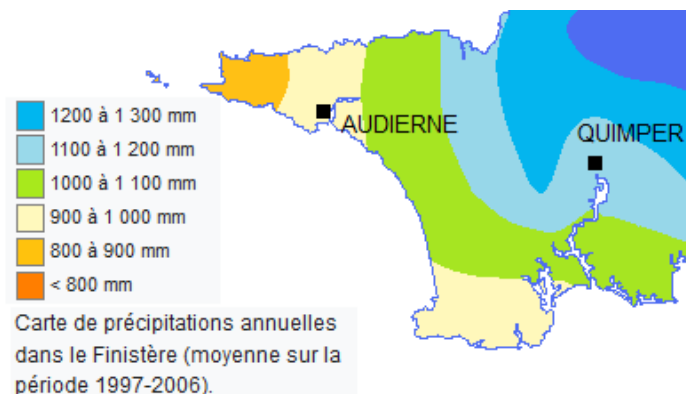 AUDIERNE
QUIMPER
1200 à 1 300 mm
1100 à 1 200 mm
1000 à 1 100 mm
900 à 1 000 mm
800 à 900 mm
< 800 mm
Carte de précipitations annuelles
dans le Finistère (moyenne sur la
période 1997-2006).